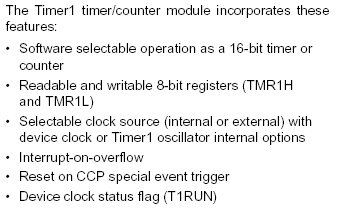 The Timer1 timer/counter module incorporates these
features:
• Software selectable operation as a 16-bit timer or
counter
• Readable and writable 8-bit registers (TMR1H
and TMR1L)
• Selectable clock source (internal or external) with
device clock or Timer1 oscillator internal options
• Interrupt-on-overflow
• Reset on CCP special event trigger
• Device clock status flag (T1RUN)